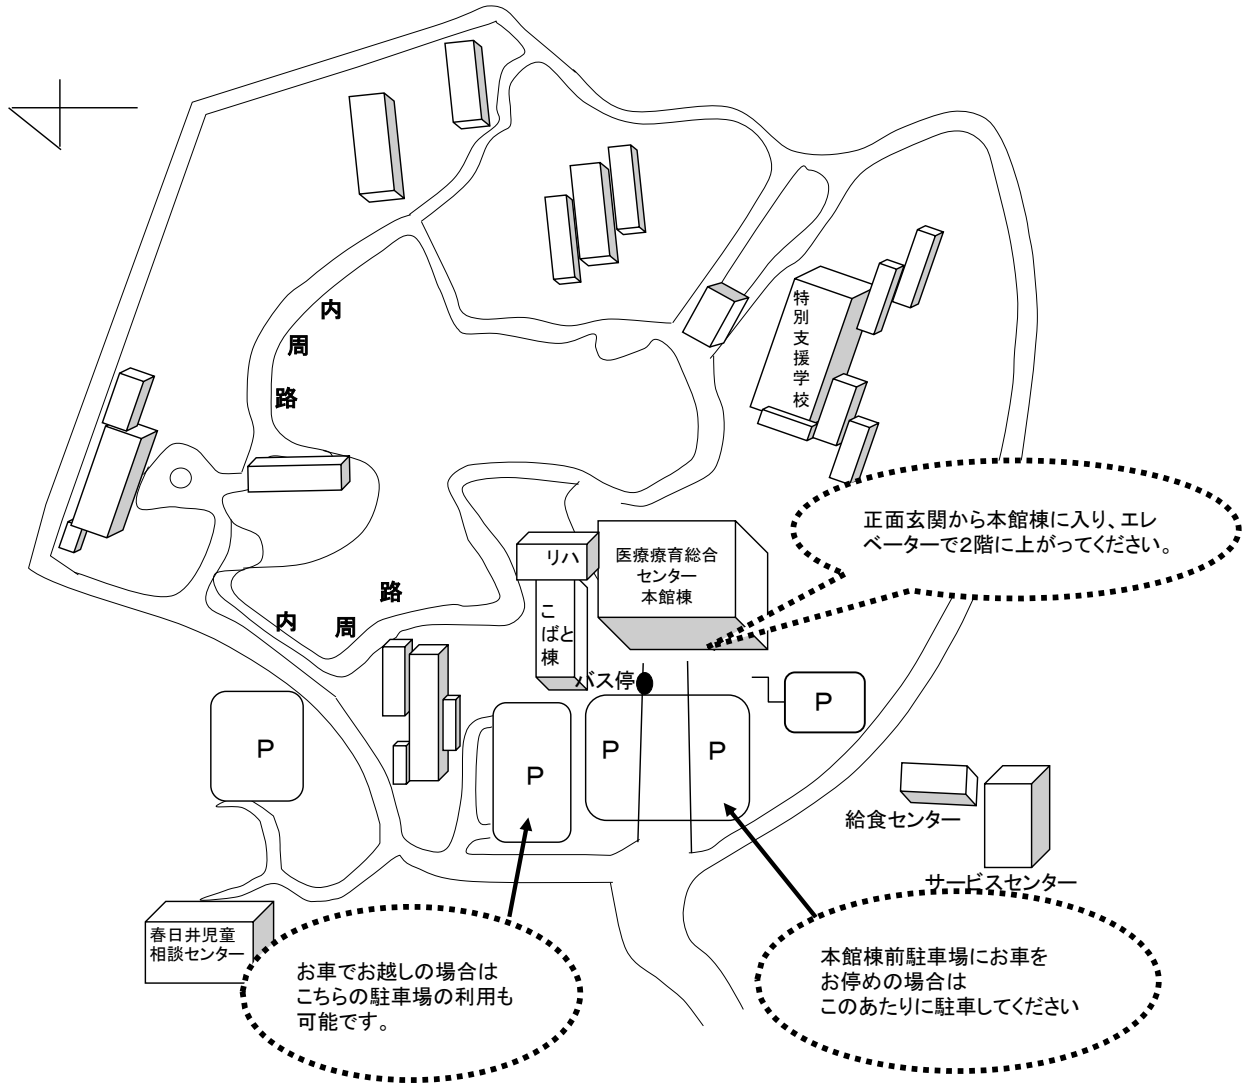 内
周
路
特別支援学校
正面玄関から本館棟に入り、エレ
ベーターで２階に上がってください。
リハ
医療療育総合
センター
本館棟
こ
ばと
棟
内
周
路
バス停
P
P
P
P
P
給食センター
サービスセンター
春日井児童
相談センター
お車でお越しの場合は
こちらの駐車場の利用も
可能です。
本館棟前駐車場にお車を
お停めの場合は
このあたりに駐車してください